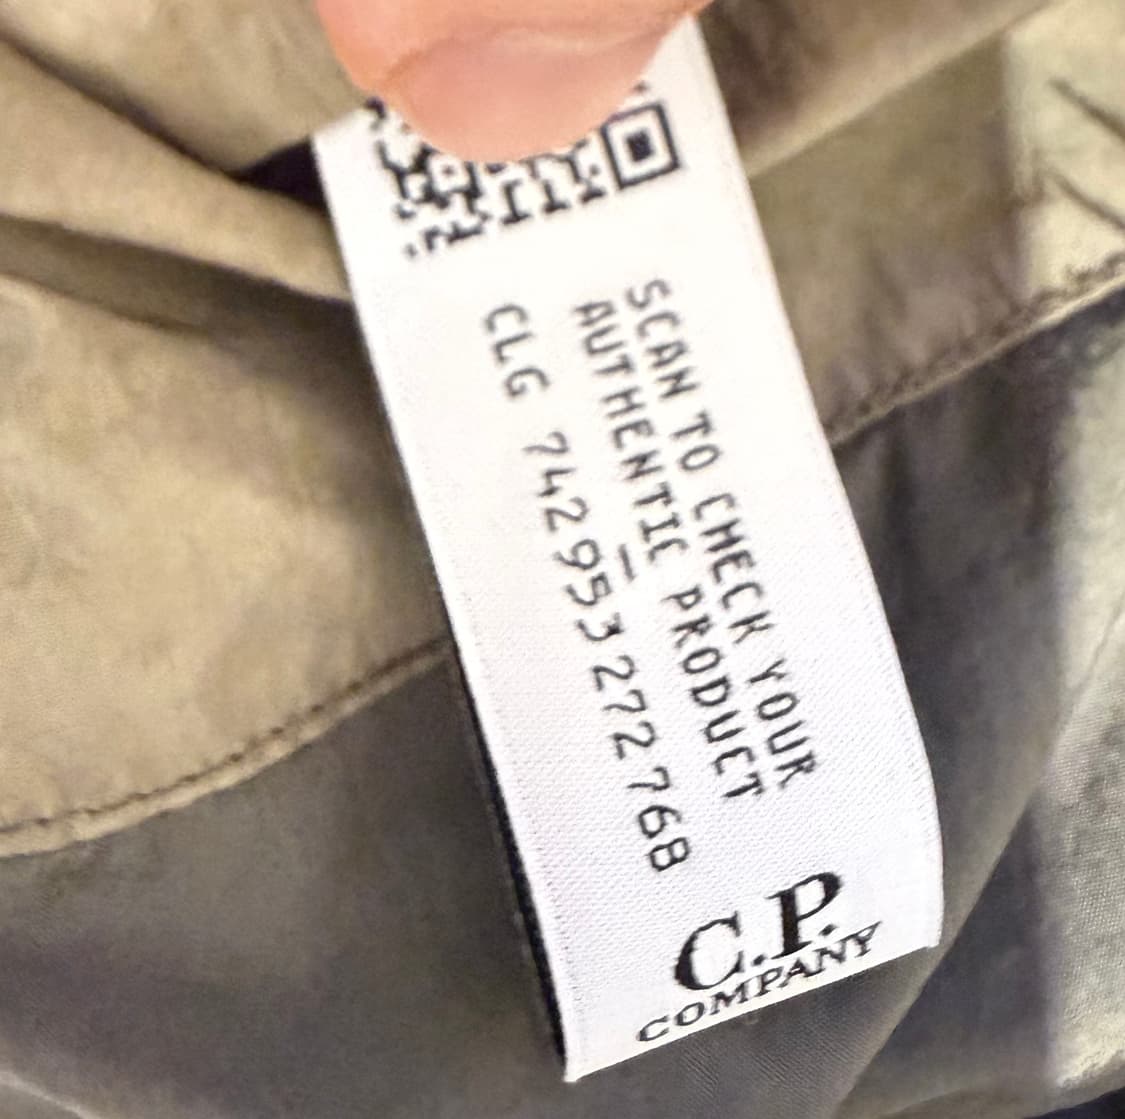 SCAN TO CHECK YOUR
AUTHENTIC PRODUCT
CLG 742953272768
C.P.
COMPANY